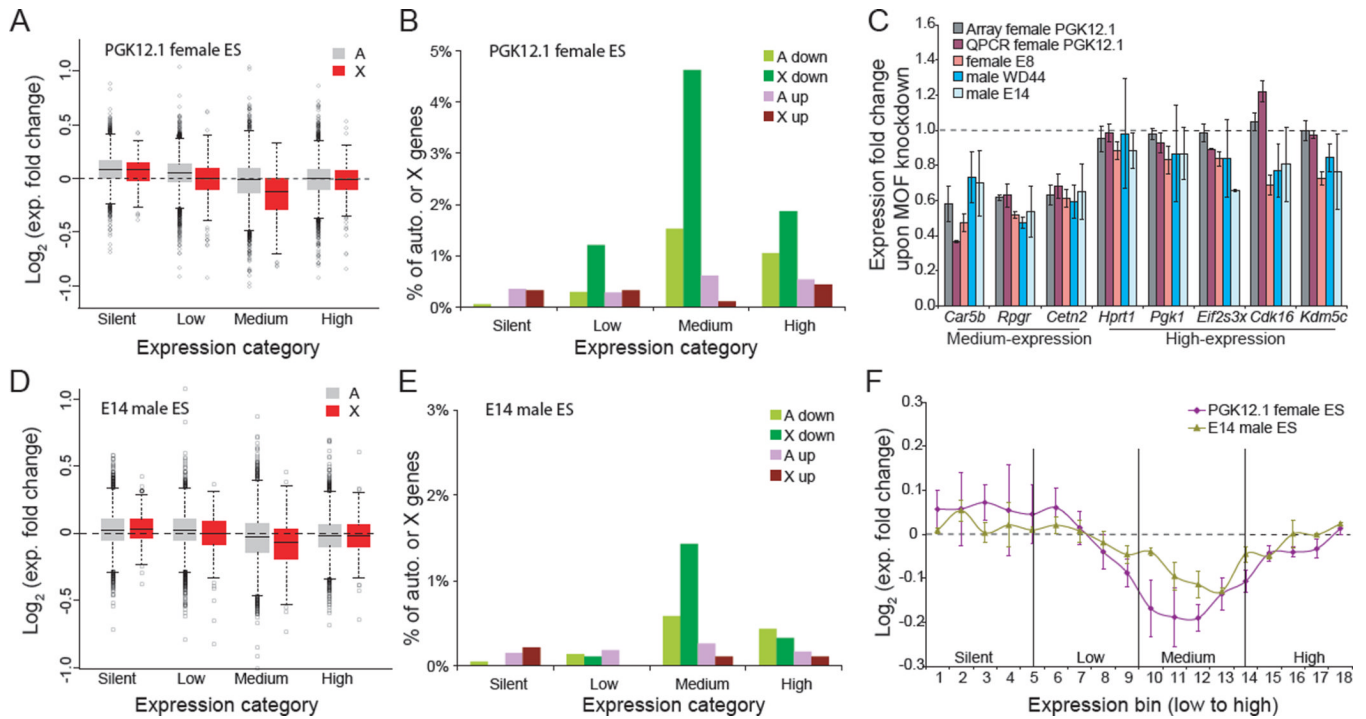 A
PGK12.1 female ES
A
X
Log2 (exp. fold change)
1.0
0.5
0
-0.5
-1.0
Silent Low Medium High
Expression category
B
PGK12.1 female ES
A down
X down
A up
X up
% of auto. or X genes
5%
4%
3%
2%
1%
0%
Silent Low Medium High
Expression category
C
Array female PGK12.1
QPCR female PGK12.1
female E8
male WD44
male E14
Expression fold change
upon MOF knockdown
1.6
1.4
1.2
1.0
0.8
0.6
0.4
0.2
0.0
Car5b Rpgr Cetn2 Hprt1 Pgk1 Eif2s3x Cdk16 Kdm5c
Medium-expression High-expression
D
E14 male ES
A
X
Log2 (exp. fold change)
1.0
0.5
0
-0.5
-1.0
Silent Low Medium High
Expression category
E
E14 male ES
A down
X down
A up
X up
% of auto. or X genes
3%
2%
1%
0%
Silent Low Medium High
Expression category
F
PGK12.1 female ES
E14 male ES
Log2 (exp. fold change)
0.3
0.2
0.1
0
-0.1
-0.2
-0.3
Silent Low Medium High
1 2 3 4 5 6 7 8 9 10 11 12 13 14 15 16 17 18
Expression bin (low to high)